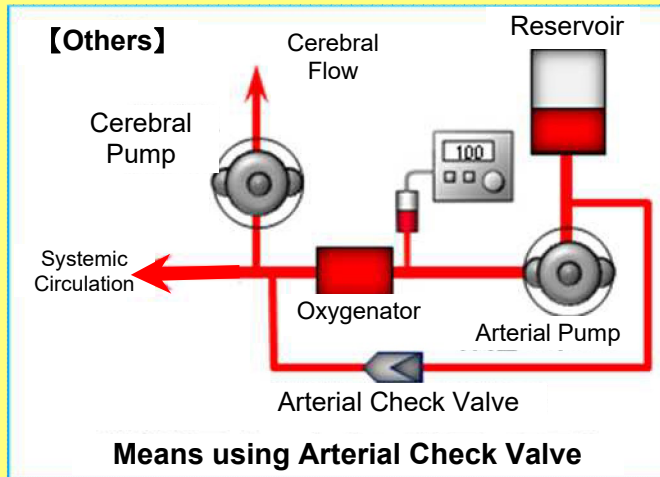 【Others】
Cerebral
Flow
Reservoir
Cerebral
Pump
100
Systemic
Circulation
Oxygenator
Arterial Pump
Arterial Check Valve
Means using Arterial Check Valve